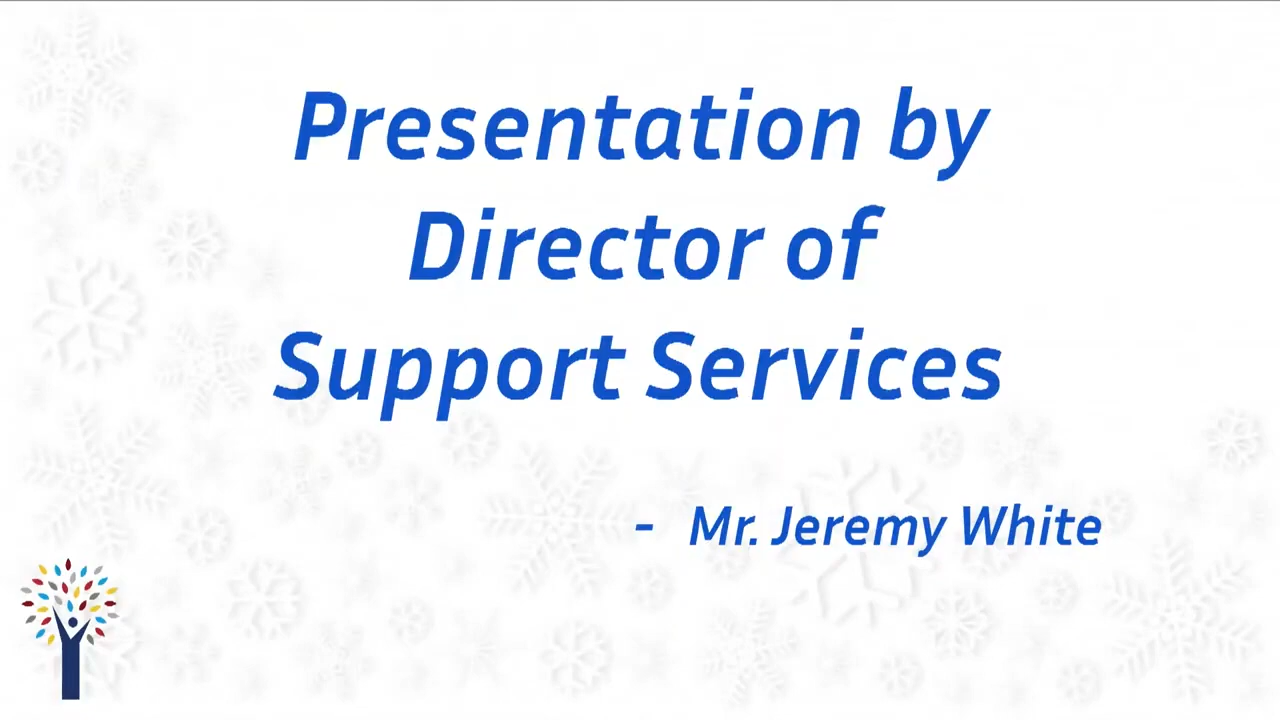 Presentation by
Director of
Support Services
- Mr. Jeremy White